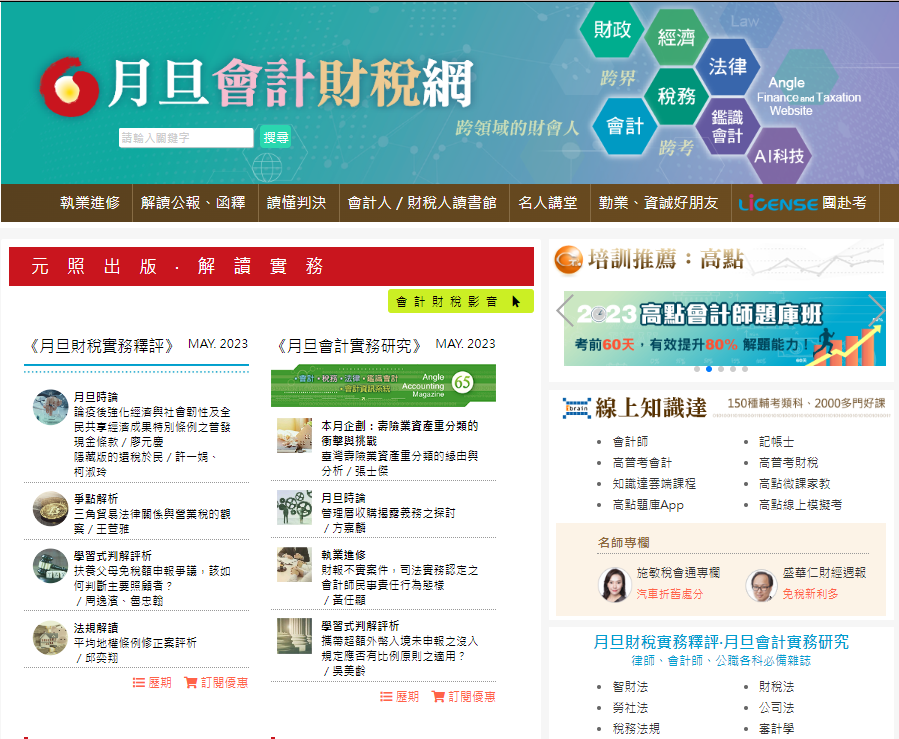 月旦會計財稅網
請輸入關鍵字
搜尋
跨領域的財會人
財政
經濟
Law
跨界
法律
稅務
會計
鑑識
會計
跨考
AI科技
Angle
Finance and Taxation
Website
執業進修
解讀公報、函釋
讀懂判決
會計人 / 財稅人讀書館
名人講堂
勤業、資誠好朋友
LICENSE 團赴考
元照出版．解讀實務
會計財稅影音
《月旦財稅實務釋評》 MAY. 2023
月旦時論
論疫後強化經濟與社會韌性及全
民共享經濟成果特別條例之普發
現金條款 / 廖元慶
隱藏版的還稅於民 / 許一娟、
柯淑玲
爭點解析
三角貿易法律關係與營業稅的觀
察 / 王萱雅
學習式判解評析
扶養父母免稅額申報爭議，該如
何判斷主要照顧者？
/ 周逸濱、魯忠翰
法規解讀
平均地權條例修正案評析
/ 邱奕翔
歷期
訂閱優惠
《月旦會計實務研究》 MAY. 2023
會計‧稅務‧法律‧鑑識會計
‧會計資訊系統
Angle
Accounting
Magazine
65
本月企劃：壽險業資產重分類的
衝擊與挑戰
臺灣壽險業資產重分類的緣由與
分析 / 張士傑
月旦時論
管理層收購揭露義務之探討
/ 方嘉麟
執業進修
財報不實案件，司法實務認定之
會計師民事責任行為態樣
/ 黃任顯
學習式判解評析
攜帶超額外幣入境未申報之沒入
規定應否有比例原則之適用？
/ 吳美齡
歷期
訂閱優惠
培訓推薦：高點
2023高點會計師題庫班
考前60天，有效提升80% 解題能力！
brain
線上知識達
150種輔考類科、2000多門好課
會計師
記帳士
高普考會計
高普考財稅
知識達雲端課程
高點微課家教
高點題庫App
高點線上模擬考
名師專欄
施敏稅會通專欄
汽車折舊處分
盛華仁財經週報
免稅新利多
月旦財稅實務釋評‧月旦會計實務研究
律師、會計師、公職各科必備雜誌
智財法
財稅法
勞社法
公司法
稅務法規
審計學